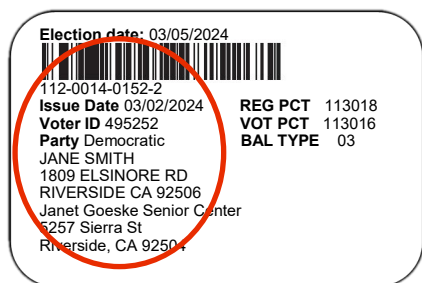 Election date: 03/05/2024
112-0014-0152-2
Issue Date 03/02/2024 REG PCT 113018
Voter ID 495252 VOT PCT 113016
Party Democratic BAL TYPE 03
JANE SMITH
1809 ELSINORE RD
RIVERSIDE CA 92506
Janet Goeske Senior Center
5257 Sierra St
Riverside, CA 92504